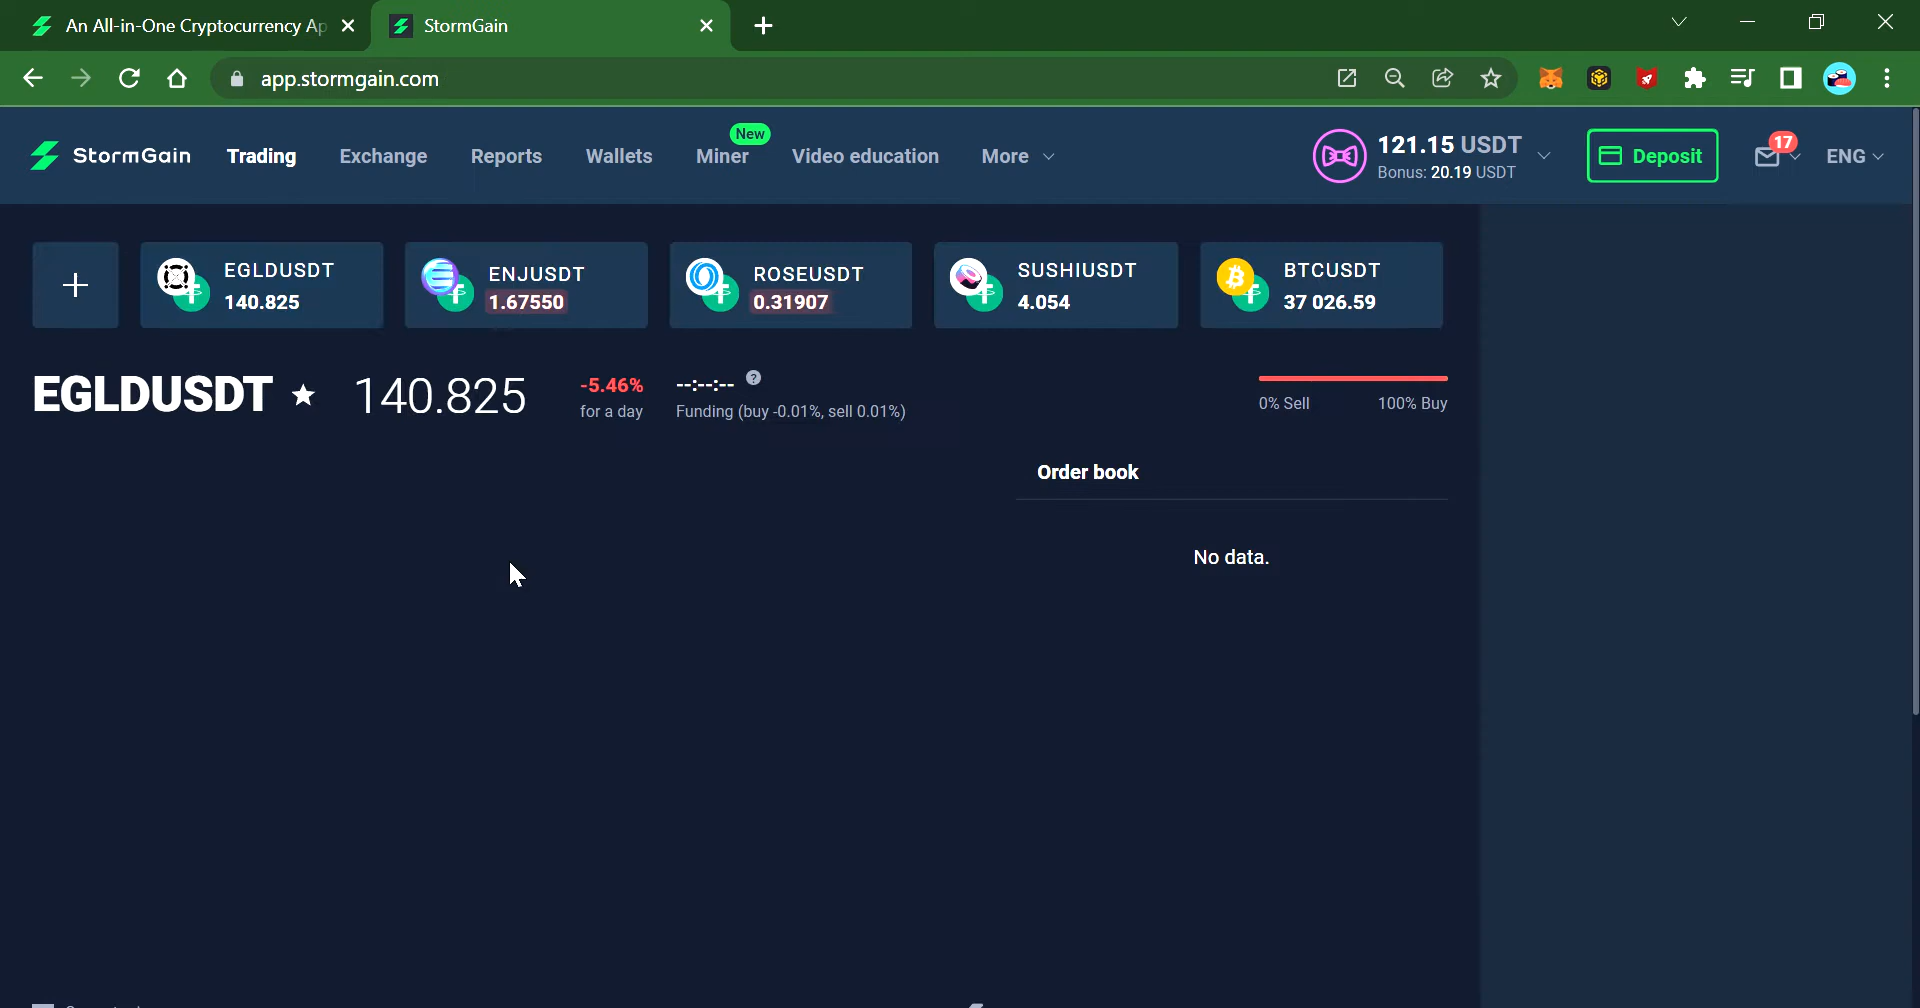 An All-in-One Cryptocurrency Ap
StormGain
app.stormgain.com
StormGain
Trading
Exchange
Reports
Wallets
Miner
New
Video education
More
121.15 USDT
Bonus: 20.19 USDT
Deposit
17
ENG
EGLDUSDT
140.825
ENJUSDT
1.67550
ROSEUSDT
0.31907
SUSHIUSDT
4.054
BTCUSDT
37 026.59
EGLDUSDT
140.825
-5.46%
for a day
--:--:--
?
Funding (buy -0.01%, sell 0.01%)
0% Sell
100% Buy
Order book
No data.